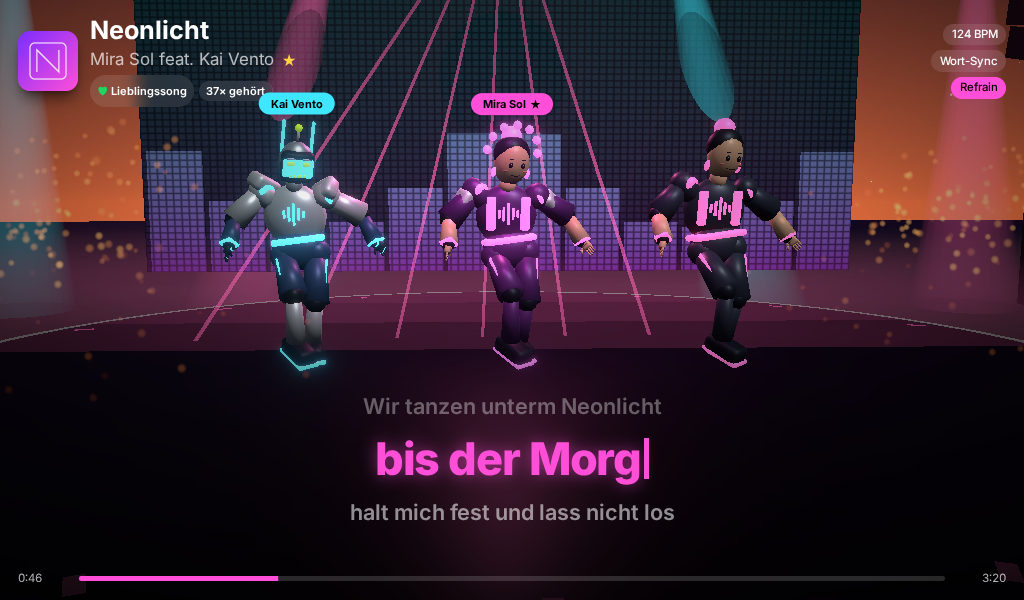 Neonlicht
Mira Sol feat. Kai Vento ★
Lieblingssong
37× gehört
124 BPM
Wort-Sync
Refrain
N
Kai Vento
Mira Sol ★
Wir tanzen unterm Neonlicht
bis der Morg
halt mich fest und lass nicht los
0:46
3:20